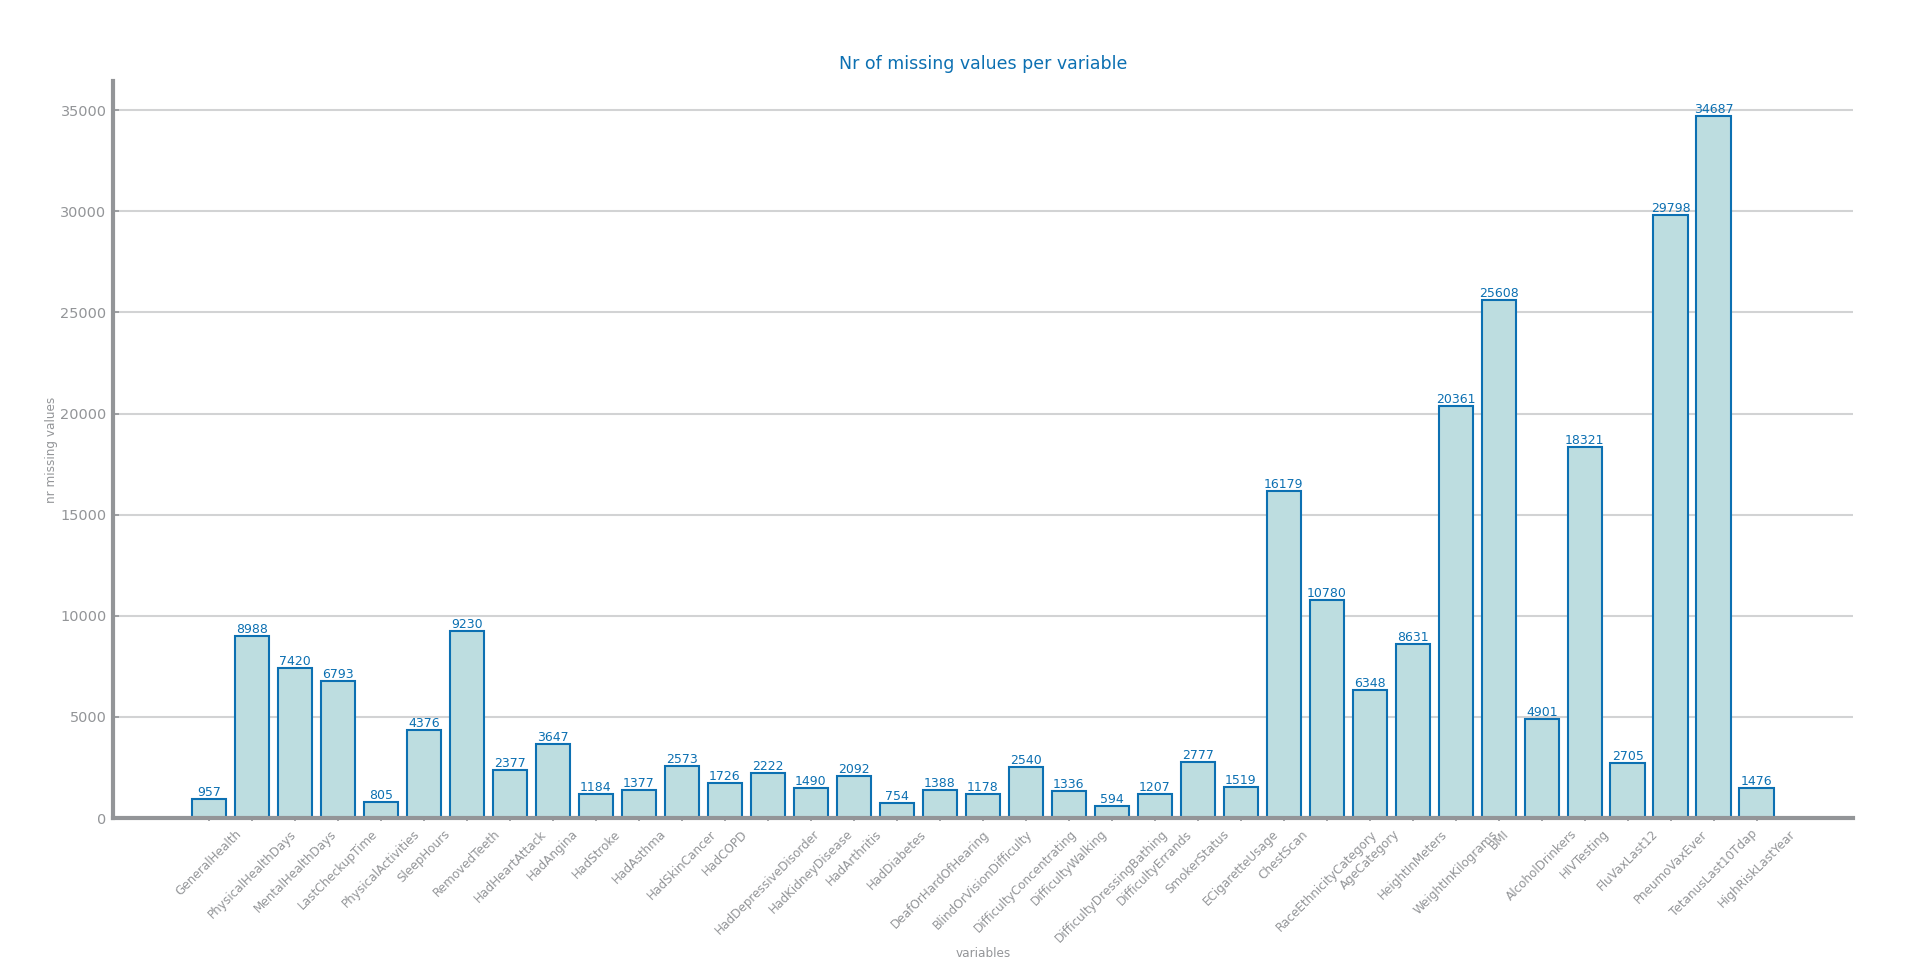 Nr of missing values per variable
35000
30000
25000
20000
15000
10000
5000
0
nr missing values
957
8988
7420
6793
805
4376
9230
2377
3647
1184
1377
2573
1726
2222
1490
2092
754
1388
1178
2540
1336
594
1207
2777
1519
16179
10780
6348
8631
20361
25608
4901
18321
2705
29798
34687
1476
GeneralHealth
PhysicalHealthDays
MentalHealthDays
LastCheckupTime
PhysicalActivities
SleepHours
RemovedTeeth
HadHeartAttack
HadAngina
HadStroke
HadAsthma
HadSkinCancer
HadCOPD
HadDepressiveDisorder
HadKidneyDisease
HadArthritis
HadDiabetes
DeafOrHardOfHearing
BlindOrVisionDifficulty
DifficultyConcentrating
DifficultyWalking
DifficultyDressingBathing
DifficultyErrands
SmokerStatus
ECigaretteUsage
ChestScan
RaceEthnicityCategory
AgeCategory
HeightInMeters
WeightInKilograms
BMI
AlcoholDrinkers
HIVTesting
FluVaxLast12
PneumoVaxEver
TetanusLast10Tdap
HighRiskLastYear
variables